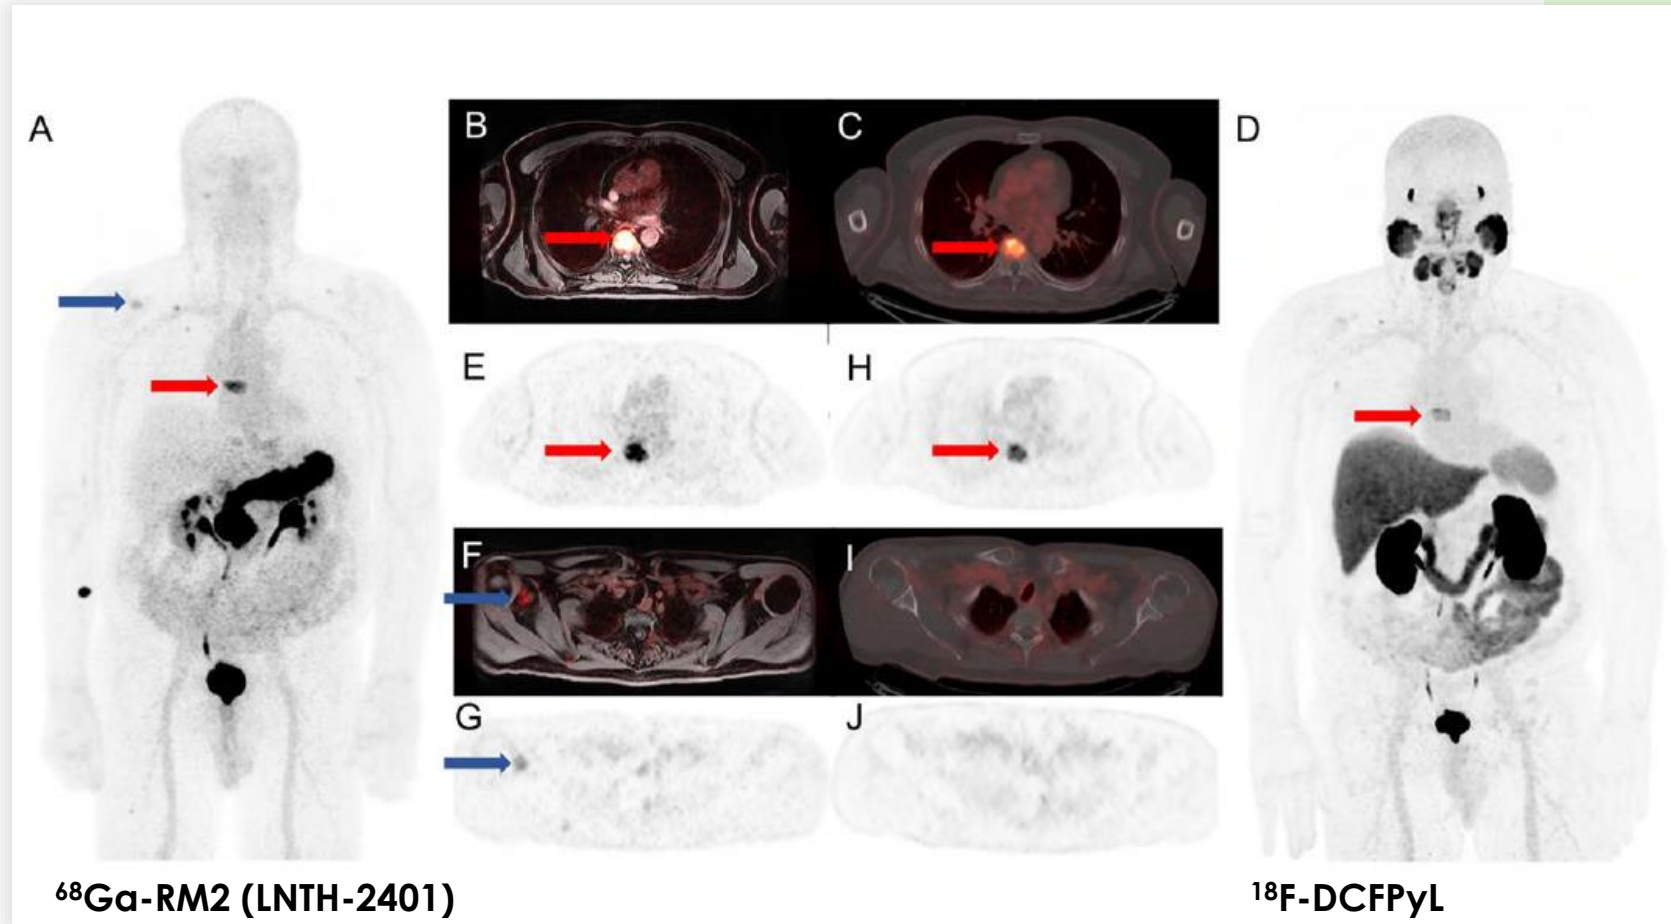 A
B
C
D
E
H
F
I
G
J
⁶⁸Ga-RM2 (LNTH-2401)
¹⁸F-DCFPyL